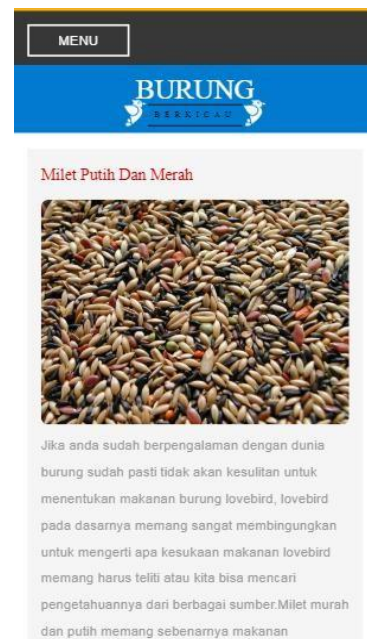 MENU
BURUNG
BERKICAU
Milet Putih Dan Merah
Jika anda sudah berpengalaman dengan dunia
burung sudah pasti tidak akan kesulitan untuk
menentukan makanan burung lovebird, lovebird
pada dasarnya memang sangat membingungkan
untuk mengerti apa kesukaan makanan lovebird
memang harus teliti atau kita bisa mencari
pengetahuannya dari berbagai sumber.Milet murah
dan putih memang sebenarnya makanan